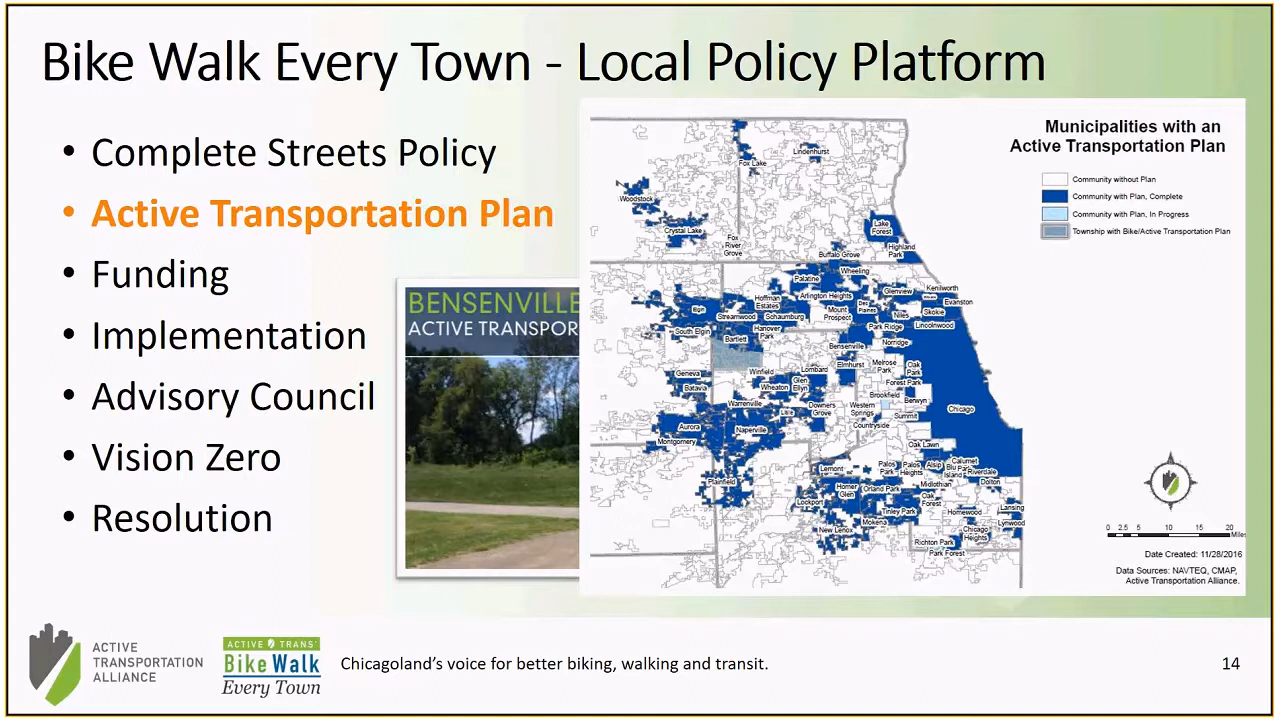 Bike Walk Every Town - Local Policy Platform
• Complete Streets Policy
• Active Transportation Plan
• Funding
• Implementation
• Advisory Council
• Vision Zero
• Resolution
BENSENVILLE
ACTIVE TRANSPOR
Municipalities with an
Active Transportation Plan
Community without Plan
Community with Plan, Complete
Community with Plan, In Progress
Township with Bike/Active Transportation Plan
Fox Lake
Lindenhurst
Woodstock
Crystal Lake
Fox
River
Grove
Lake
Forest
Highland
Park
Buffalo Grove
Wheeling
Palatine
Glenview
Kenilworth
Evanston
Hoffman
Estates
Arlington Heights
Des
Plaines
Niles
Skokie
Lincolnwood
Elgin
Streamwood
Schaumburg
Mount
Prospect
Park Ridge
South Elgin
Hanover
Park
Bartlett
Bensenville
Norridge
Winfield
Lombard
Elmhurst
Melrose
Park
Oak
Park
Geneva
Batavia
Wheaton
Glen
Ellyn
Forest Park
Brookfield
Berwyn
Warrenville
Lisle
Downers
Grove
Western
Springs
Summit
Chicago
Countryside
Aurora
Naperville
Montgomery
Oak Lawn
Plainfield
Lemont
Palos
Park
Palos
Heights
Alsip
Calumet
Blu Park
Island
Riverdale
Dolton
Homer
Glen
Orland Park
Midlothian
Lockport
Oak
Forest
Tinley Park
Homewood
Lansing
Lynwood
New Lenox
Mokena
Chicago
Heights
Richton Park
Park Forest
0 2.5 5 10 15 20
Miles
Date Created: 11/28/2016
Data Sources: NAVTEQ, CMAP,
Active Transportation Alliance.
ACTIVE
TRANSPORTATION
ALLIANCE
ACTIVE TRANS
Bike Walk
Every Town
Chicagoland's voice for better biking, walking and transit.
14